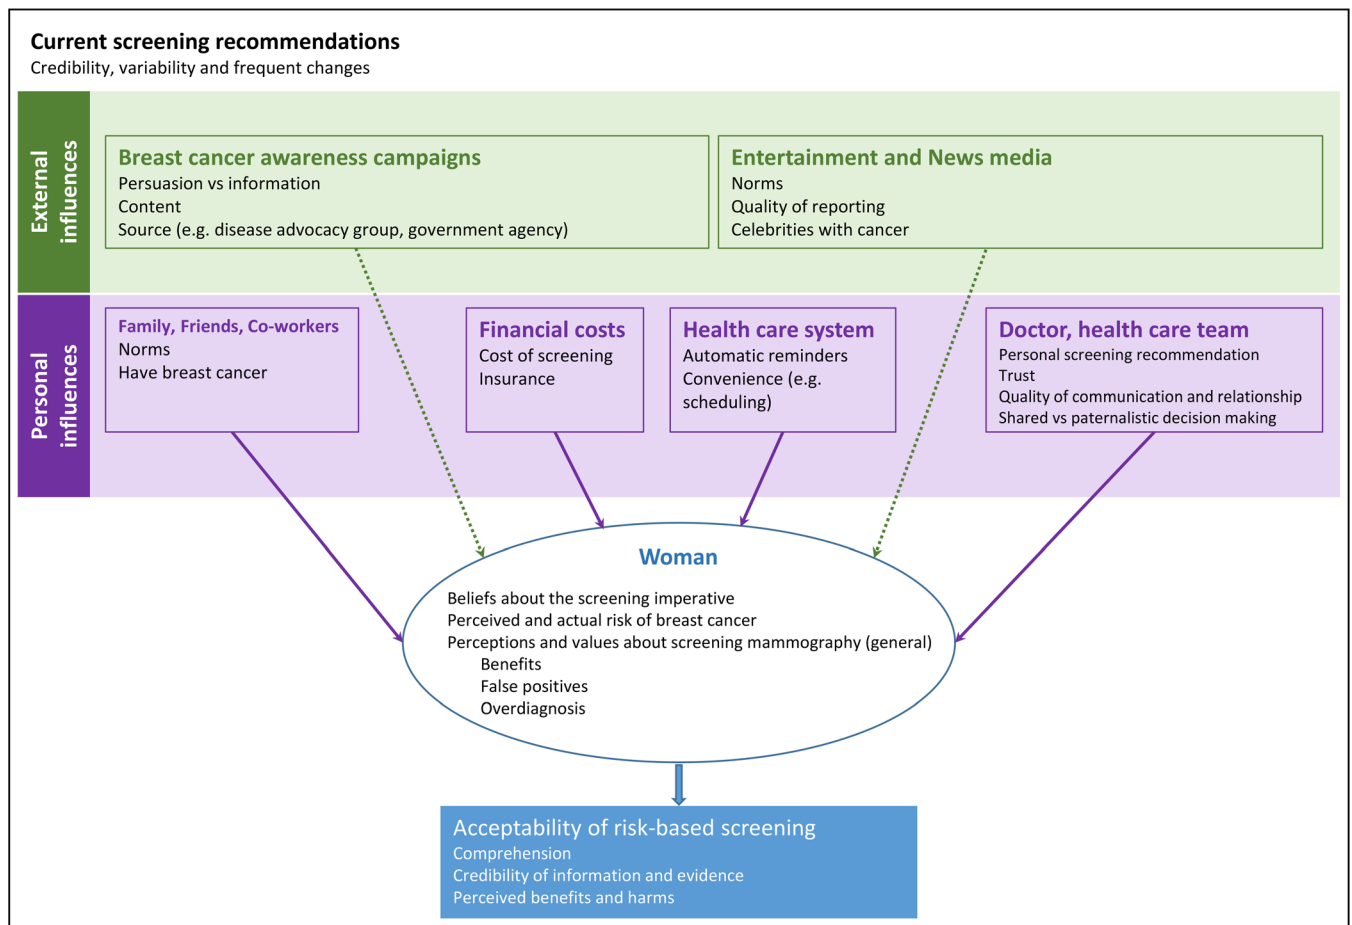 Current screening recommendations
Credibility, variability and frequent changes
External
influences
Breast cancer awareness campaigns
Persuasion vs information
Content
Source (e.g. disease advocacy group, government agency)
Entertainment and News media
Norms
Quality of reporting
Celebrities with cancer
Personal
influences
Family, Friends, Co-workers
Norms
Have breast cancer
Financial costs
Cost of screening
Insurance
Health care system
Automatic reminders
Convenience (e.g.
scheduling)
Doctor, health care team
Personal screening recommendation
Trust
Quality of communication and relationship
Shared vs paternalistic decision making
Woman
Beliefs about the screening imperative
Perceived and actual risk of breast cancer
Perceptions and values about screening mammography (general)
Benefits
False positives
Overdiagnosis
Acceptability of risk-based screening
Comprehension
Credibility of information and evidence
Perceived benefits and harms